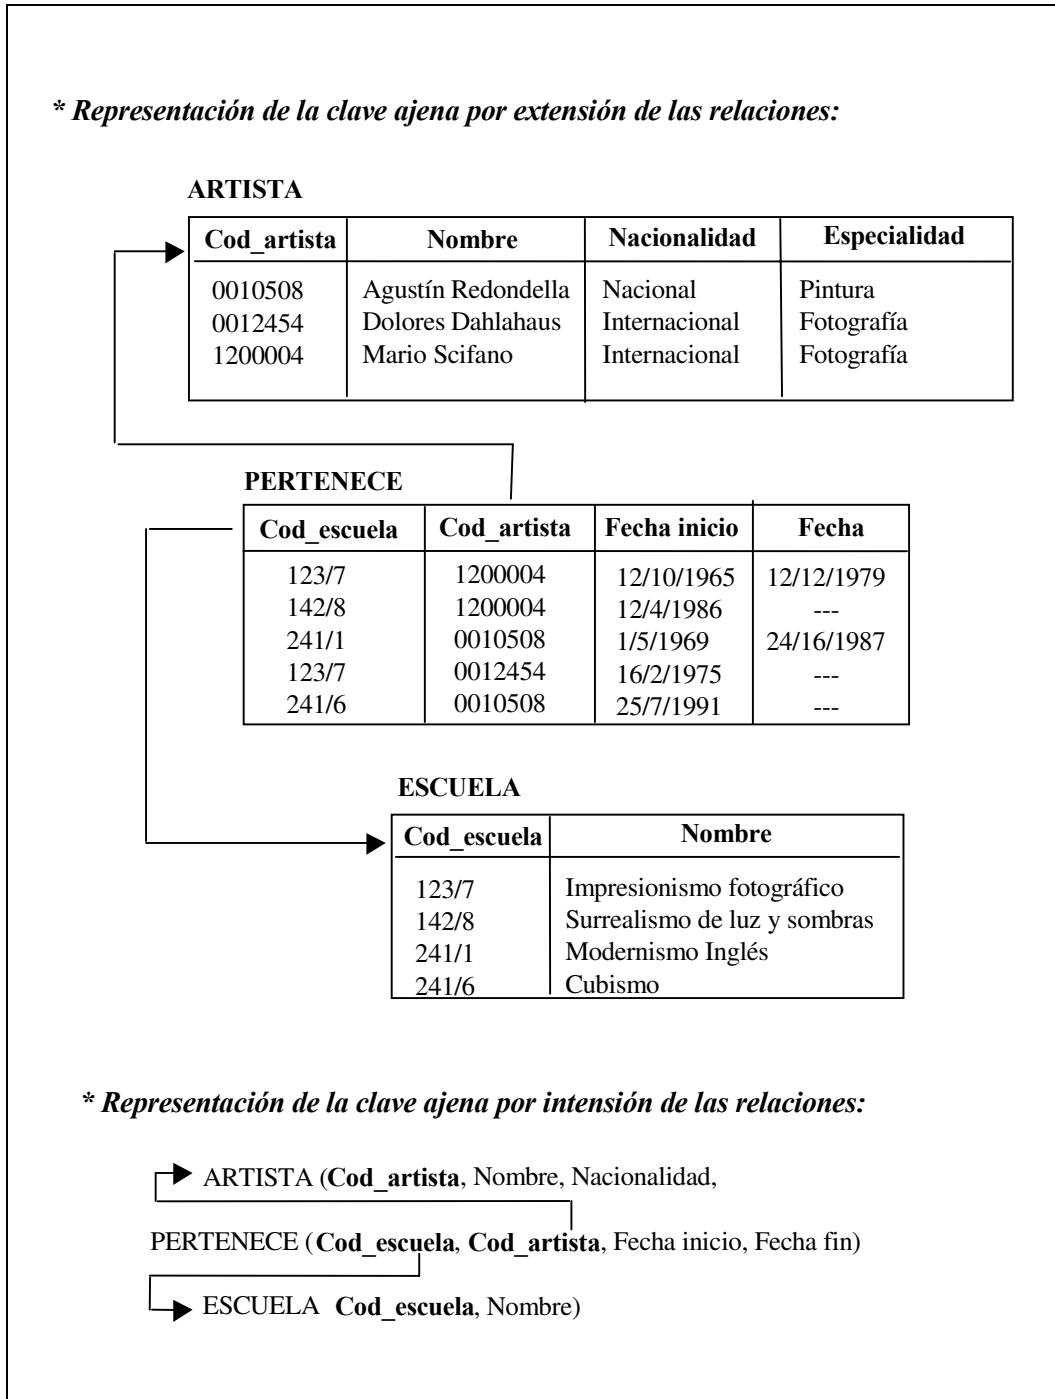 * Representación de la clave ajena por extensión de las relaciones:
ARTISTA
Cod_artista Nombre Nacionalidad Especialidad
0010508 Agustín Redondella Nacional Pintura
0012454 Dolores Dahlahaus Internacional Fotografía
1200004 Mario Scifano Internacional Fotografía
PERTENECE
Cod_escuela Cod_artista Fecha inicio Fecha
123/7 1200004 12/10/1965 12/12/1979
142/8 1200004 12/4/1986 ---
241/1 0010508 1/5/1969 24/16/1987
123/7 0012454 16/2/1975 ---
241/6 0010508 25/7/1991 ---
ESCUELA
Cod_escuela Nombre
123/7 Impresionismo fotográfico
142/8 Surrealismo de luz y sombras
241/1 Modernismo Inglés
241/6 Cubismo
* Representación de la clave ajena por intensión de las relaciones:
ARTISTA (Cod_artista, Nombre, Nacionalidad,
PERTENECE (Cod_escuela, Cod_artista, Fecha inicio, Fecha fin)
ESCUELA Cod_escuela, Nombre)